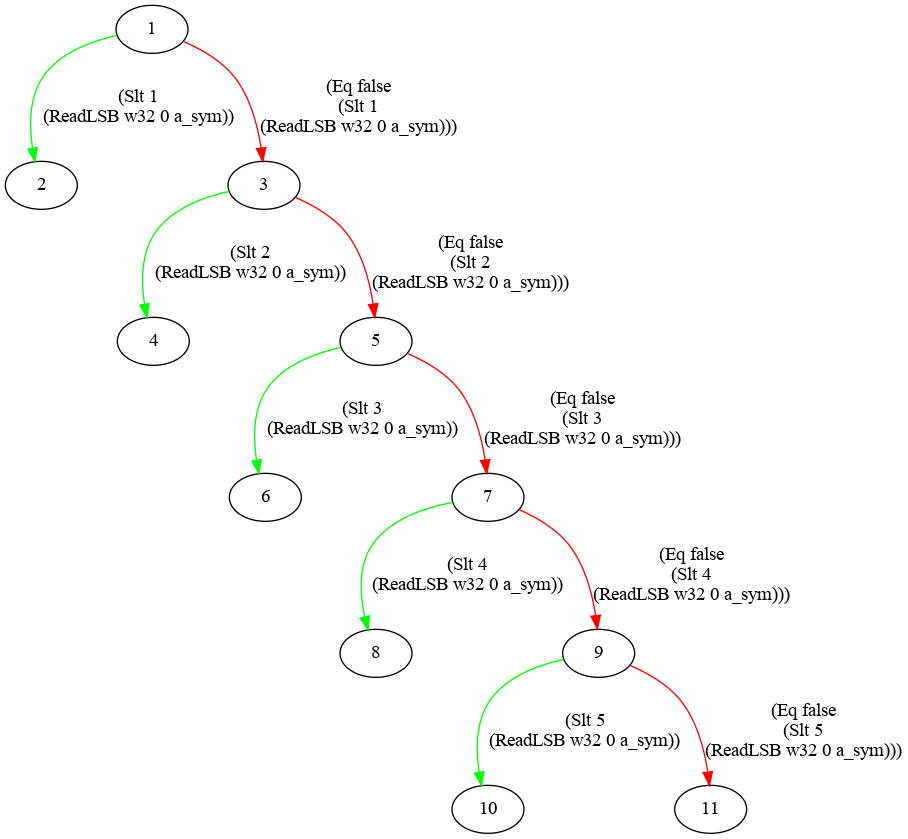 1
(Slt 1
(ReadLSB w32 0 a_sym))
(Eq false
(Slt 1
(ReadLSB w32 0 a_sym)))
2
3
(Slt 2
(ReadLSB w32 0 a_sym))
(Eq false
(Slt 2
(ReadLSB w32 0 a_sym)))
4
5
(Slt 3
(ReadLSB w32 0 a_sym))
(Eq false
(Slt 3
(ReadLSB w32 0 a_sym)))
6
7
(Slt 4
(ReadLSB w32 0 a_sym))
(Eq false
(Slt 4
(ReadLSB w32 0 a_sym)))
8
9
(Slt 5
(ReadLSB w32 0 a_sym))
(Eq false
(Slt 5
(ReadLSB w32 0 a_sym)))
10
11